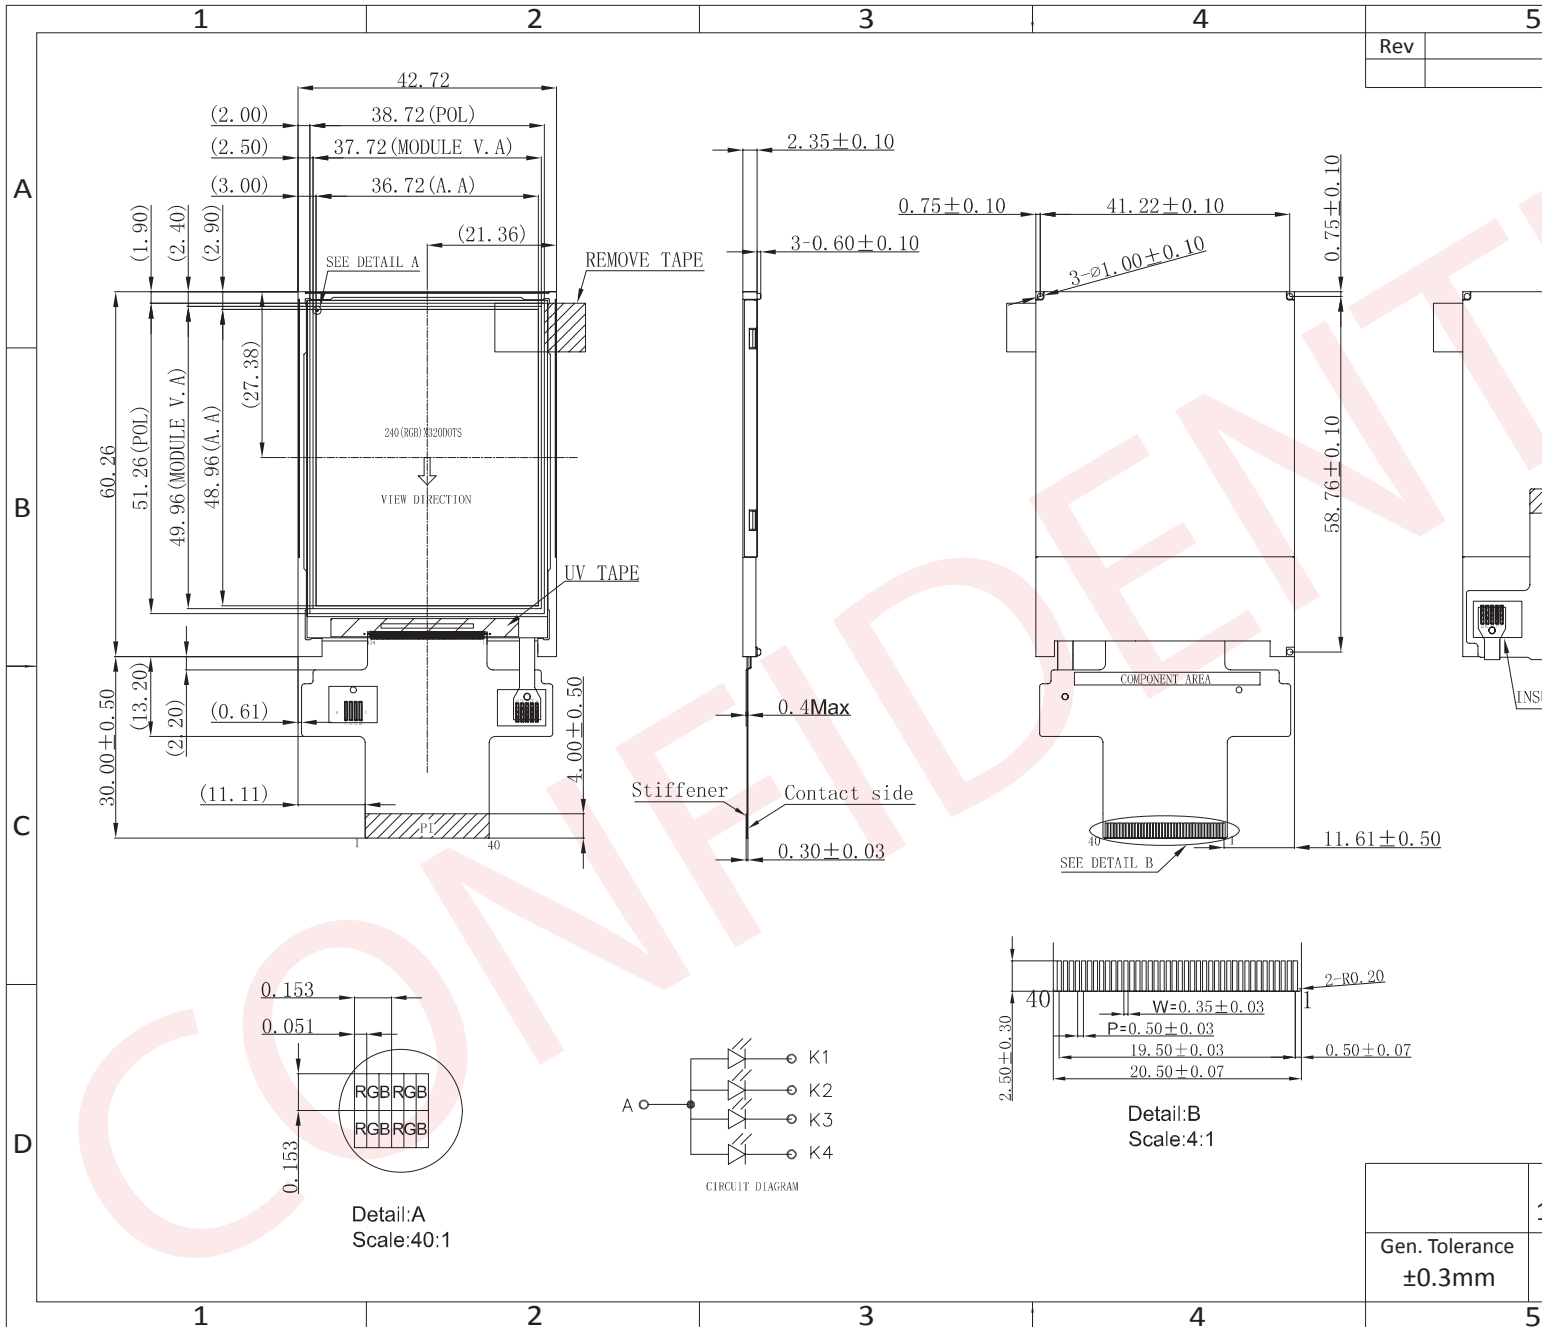 1 2 3 4 5
Rev
A
B
C
D
42.72
(2.00) 38.72(POL)
(2.50) 37.72(MODULE V.A)
(3.00) 36.72(A.A)
(21.36)
(1.90)
(2.40)
(2.90)
SEE DETAIL A
REMOVE TAPE
(27.38)
60.26
51.26(POL)
49.96(MODULE V.A)
48.96(A.A)
240(RGB)X320DOTS
VIEW DIRECTION
UV TAPE
30.00±0.50
(13.20)
(2.20)
(0.61)
(11.11)
4.00±0.50
PI
1 40
2.35±0.10
3-0.60±0.10
0.4Max
Stiffener
Contact side
0.30±0.03
0.75±0.10
41.22±0.10
0.75±0.10
3-⌀1.00±0.10
58.76±0.10
COMPONENT AREA
40 1
11.61±0.50
SEE DETAIL B
INS
0.153
0.051
RGBRGB
RGBRGB
0.153
Detail:A
Scale:40:1
A
K1
K2
K3
K4
CIRCUIT DIAGRAM
2.50±0.30
40 1
2-R0.20
W=0.35±0.03
P=0.50±0.03
19.50±0.03
0.50±0.07
20.50±0.07
Detail:B
Scale:4:1
Gen. Tolerance
±0.3mm
1 2 3 4 5
CONFIDENT